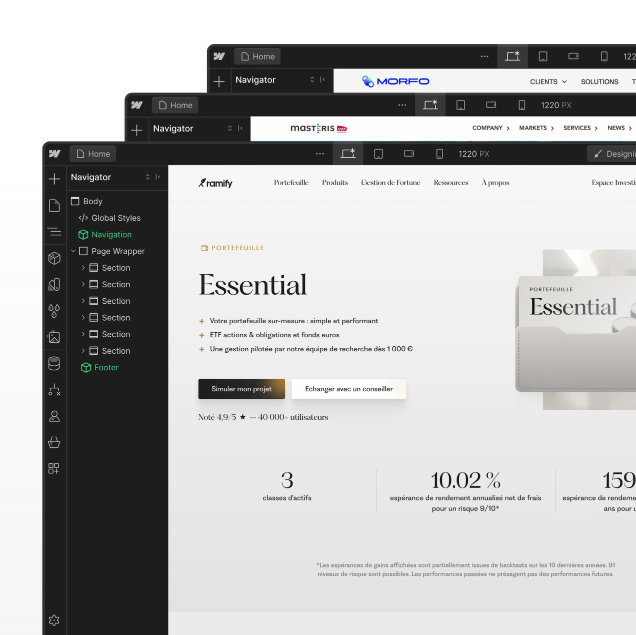 Home
Navigator
MORFO
CLIENTS
SOLUTIONS
Home
1220 PX
Navigator
MASTERIS
COMPANY
MARKETS
SERVICES
NEWS
Home
1220 PX
Navigator
Body
Global Styles
Navigation
Page Wrapper
Section
Section
Section
Section
Section
Section
Footer
ramify
Portefeuille
Produits
Gestion de Fortune
Ressources
À propos
PORTEFEUILLE
Essential
Votre portefeuille sur-mesure : simple et performant
ETF actions & obligations et fonds euros
Une gestion pilotée par notre équipe de recherche dès 1 000 €
Simuler mon projet
Echanger avec un conseiller
Noté 4,9/5 ★ — 40 000+ utilisateurs
PORTEFEUILLE
Essential
3
classes d'actifs
10.02 %
espérance de rendement annualisé net de frais
pour un risque 9/10*
159
espérance de
ans pour
*Les espérances de gains affichées sont partiellement issues de backtests sur les 10 dernières années. 91
niveaux de risque sont possibles. Les performances passées ne présagent pas des performances futures.